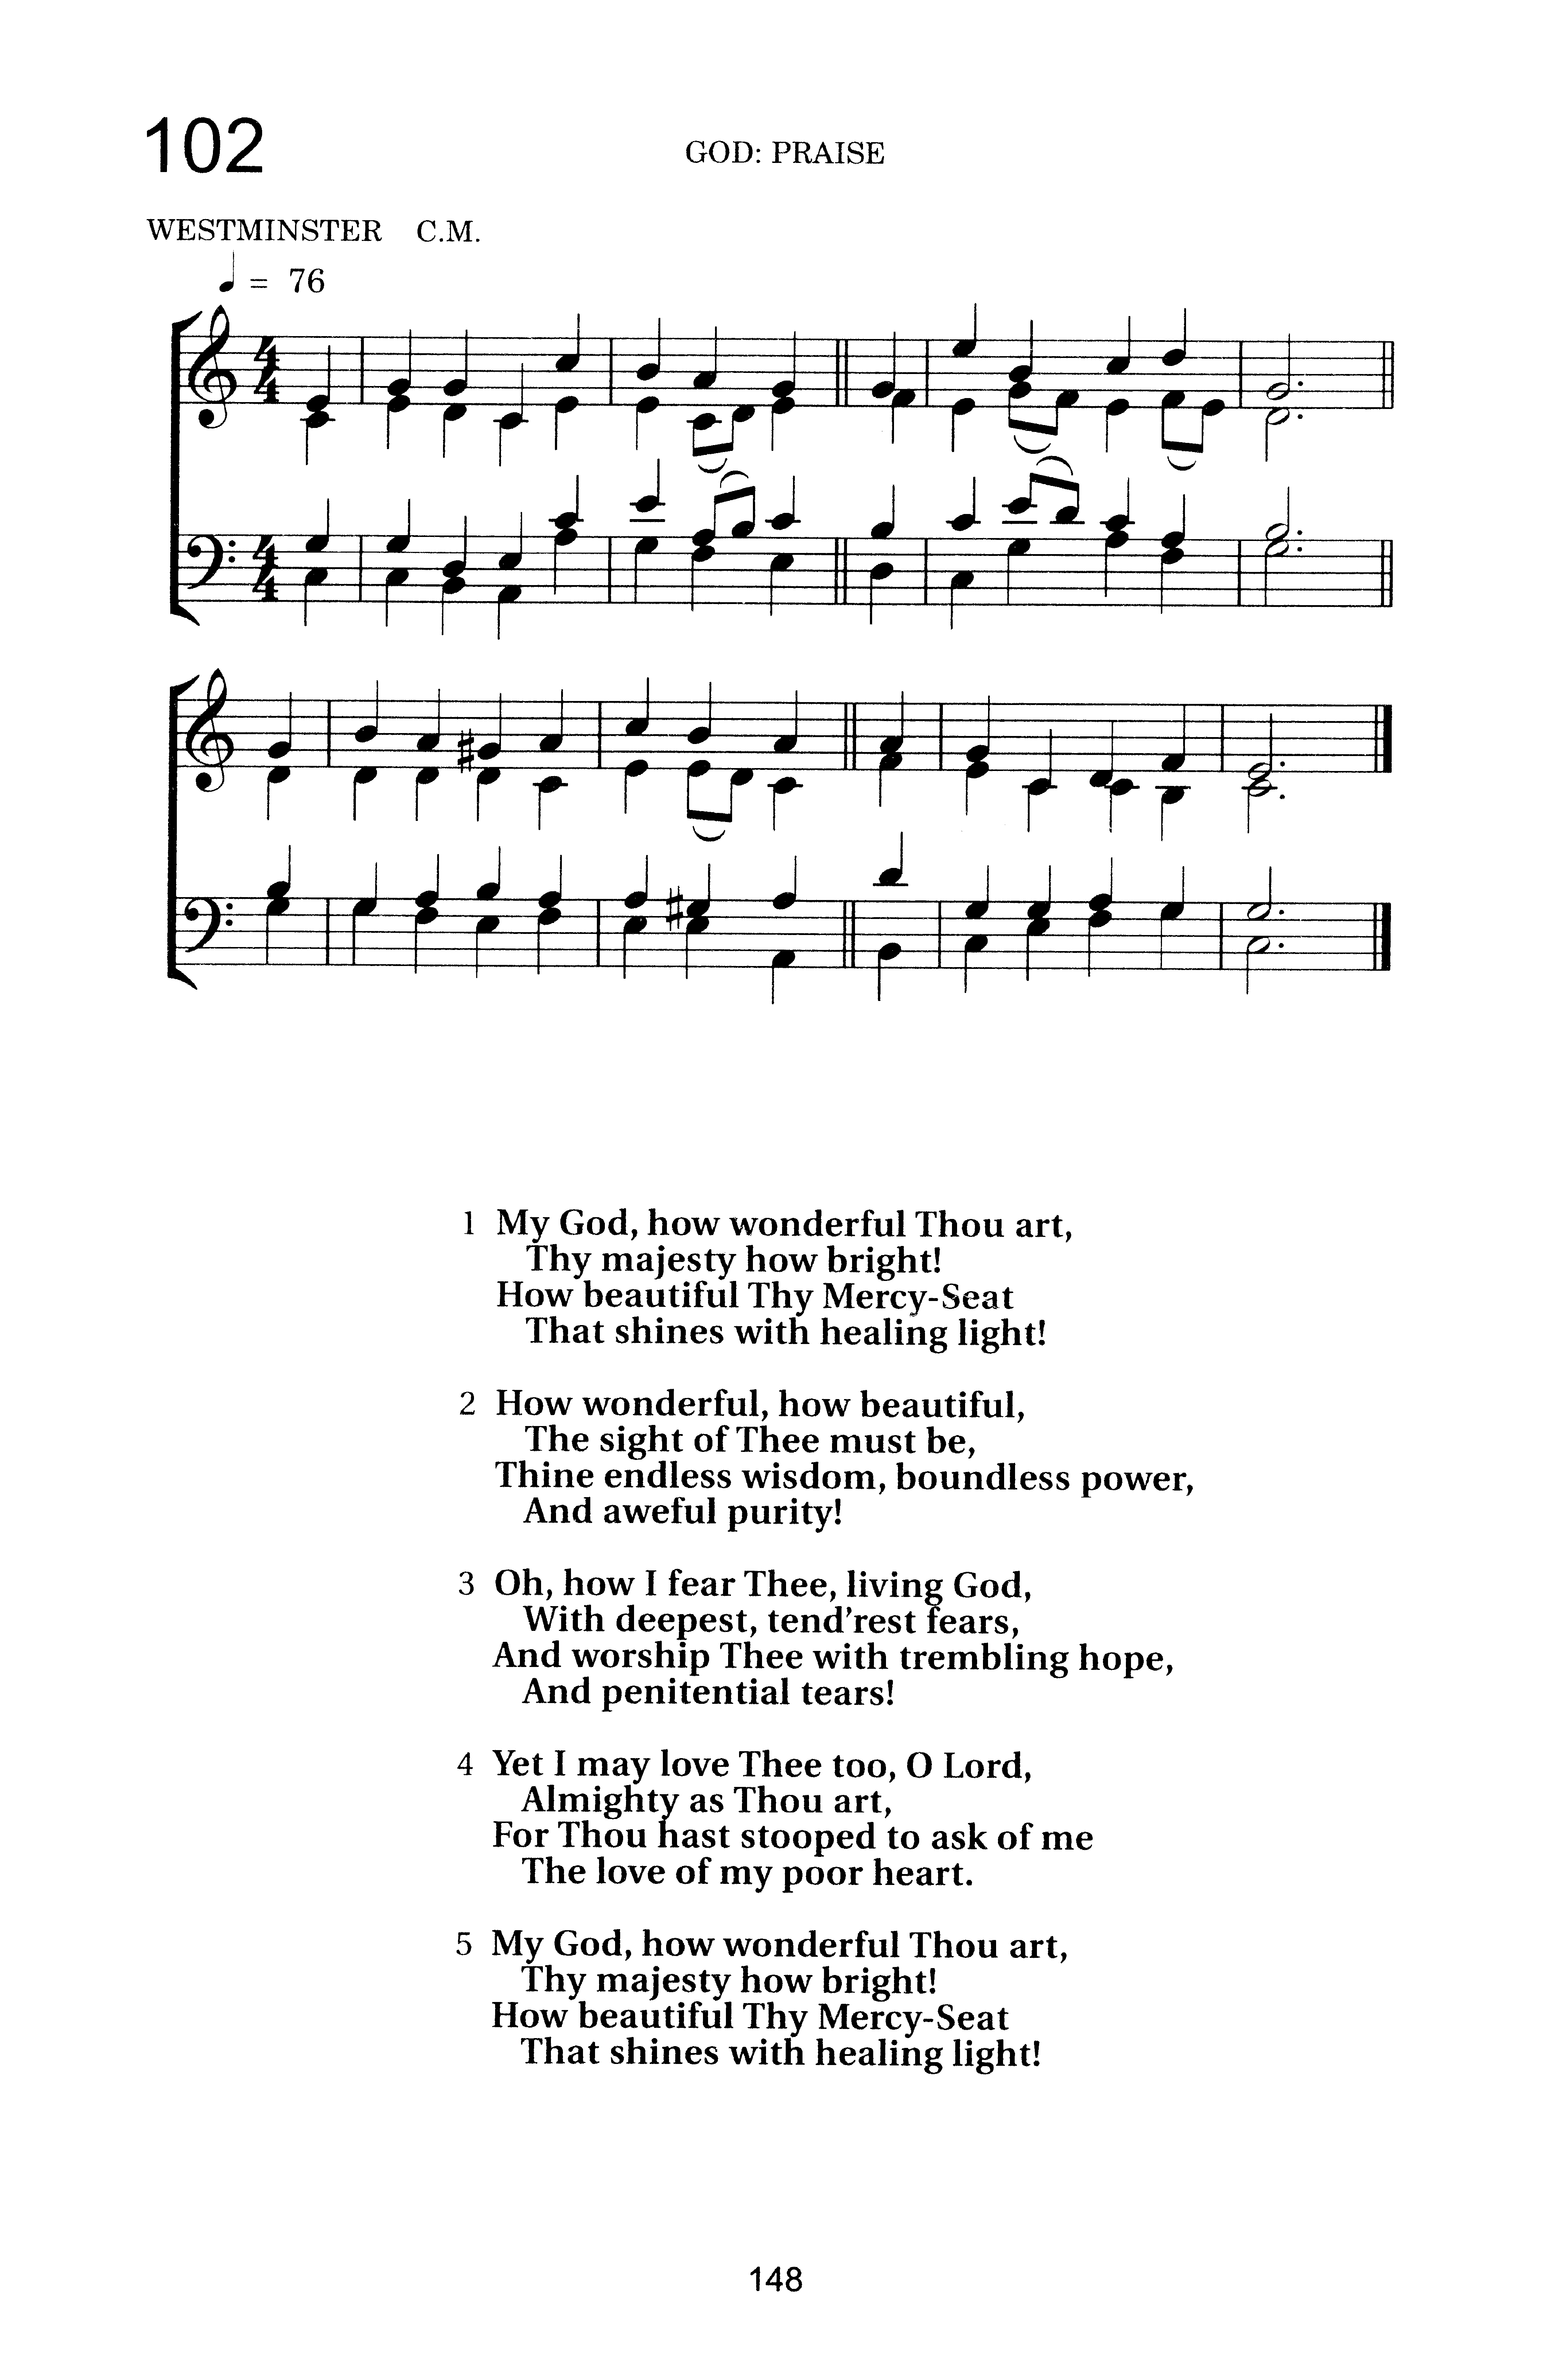 102
GOD: PRAISE
WESTMINSTER C.M.
♩ = 76
4
4
4
4
1 My God, how wonderful Thou art,
Thy majesty how bright!
How beautiful Thy Mercy-Seat
That shines with healing light!
2 How wonderful, how beautiful,
The sight of Thee must be,
Thine endless wisdom, boundless power,
And aweful purity!
3 Oh, how I fear Thee, living God,
With deepest, tend'rest fears,
And worship Thee with trembling hope,
And penitential tears!
4 Yet I may love Thee too, O Lord,
Almighty as Thou art,
For Thou hast stooped to ask of me
The love of my poor heart.
5 My God, how wonderful Thou art,
Thy majesty how bright!
How beautiful Thy Mercy-Seat
That shines with healing light!
148